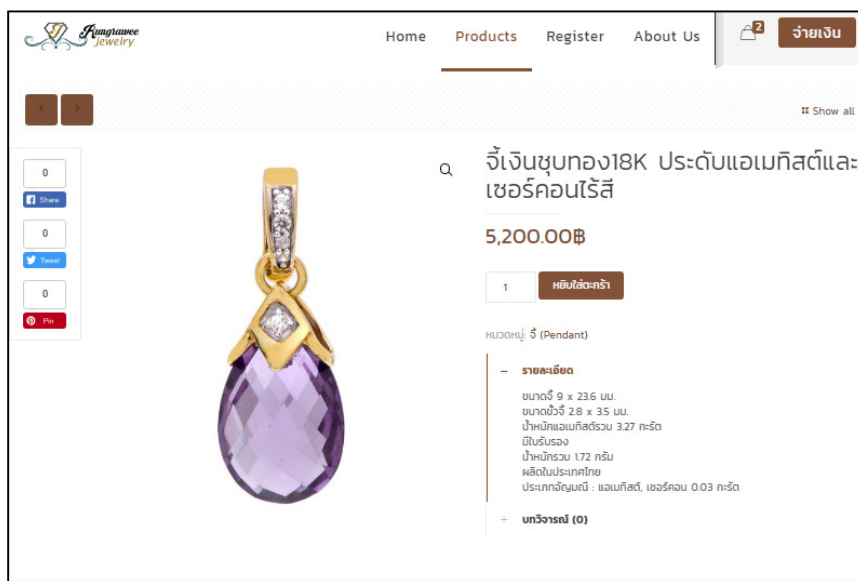 Rungrawee
Jewelry
Home Products Register About Us
2
จ่ายเงิน
Show all
0
Share
0
Tweet
0
Pin
จี้เงินชุบทอง18K ประดับแอเมทิสต์และ
เซอร์คอนไร้สี
5,200.00฿
1 หยิบใส่ตะกร้า
หมวดหมู่: จี้ (Pendant)
− รายละเอียด
ขนาดจี้ 9 x 23.6 มม.
ขนาดขั้วจี้ 2.8 x 3.5 มม.
น้ำหนักแอเมทิสต์รวม 3.27 กะรัต
มีใบรับรอง
น้ำหนักรวม 1.72 กรัม
ผลิตในประเทศไทย
ประเภทอัญมณี : แอเมทิสต์, เซอร์คอน 0.03 กะรัต
+ บทวิจารณ์ (0)